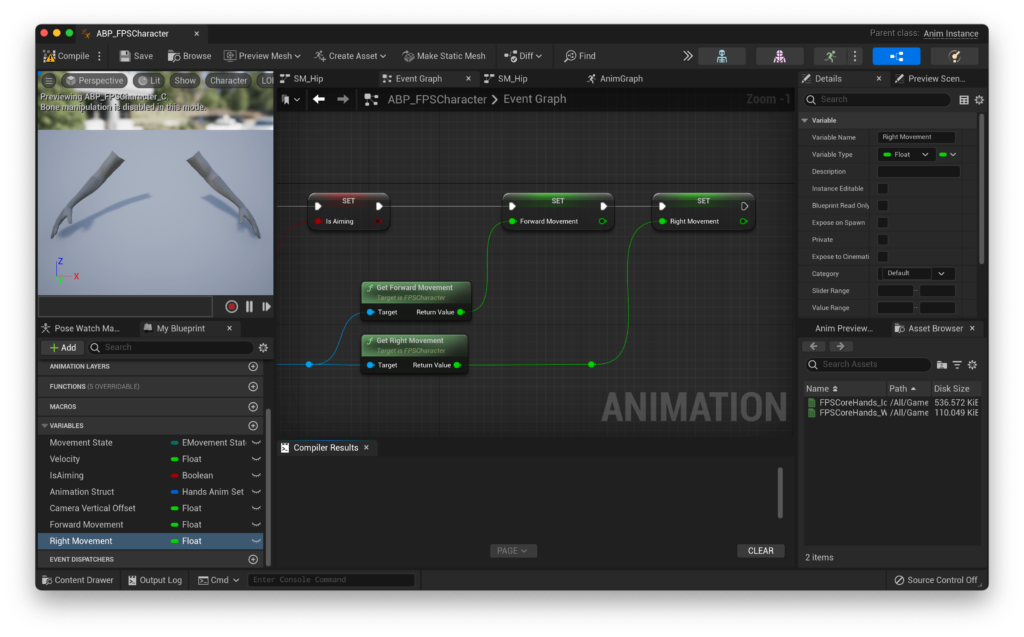 ABP_FPSCharacter
Parent class: Anim Instance
Compile Save Browse Preview Mesh Create Asset Make Static Mesh Diff Find
Perspective Lit Show Character LOI
Previewing ABP_FPSCharacter_C.
Bone manipulation is disabled in this mode.
Z
X
Y
SM_Hip Event Graph SM_Hip AnimGraph
ABP_FPSCharacter > Event Graph
Zoom -1
SET
Is Aiming
SET
Forward Movement
SET
Right Movement
Get Forward Movement
Target is FPSCharacter
Target Return Value
Get Right Movement
Target is FPSCharacter
Target Return Value
ANIMATION
Compiler Results
PAGE
CLEAR
Pose Watch Ma... My Blueprint
+ Add Search
ANIMATION LAYERS
FUNCTIONS (5 OVERRIDABLE)
MACROS
VARIABLES
Movement State EMovement Stat
Velocity Float
IsAiming Boolean
Animation Struct Hands Anim Set
Camera Vertical Offset Float
Forward Movement Float
Right Movement Float
EVENT DISPATCHERS
Details Preview Scen...
Search
Variable
Variable Name Right Movement
Variable Type Float
Description
Instance Editable
Blueprint Read Only
Expose on Spawn
Private
Expose to Cinemati
Category Default
Slider Range
Value Range
Anim Preview... Asset Browser
Search Assets
Name Path Disk Size
FPSCoreHands_Ic /All/Game 536.572 KiB
FPSCoreHands_W /All/Game 110.049 KiB
2 items
Content Drawer Output Log Cmd Enter Console Command Source Control Off